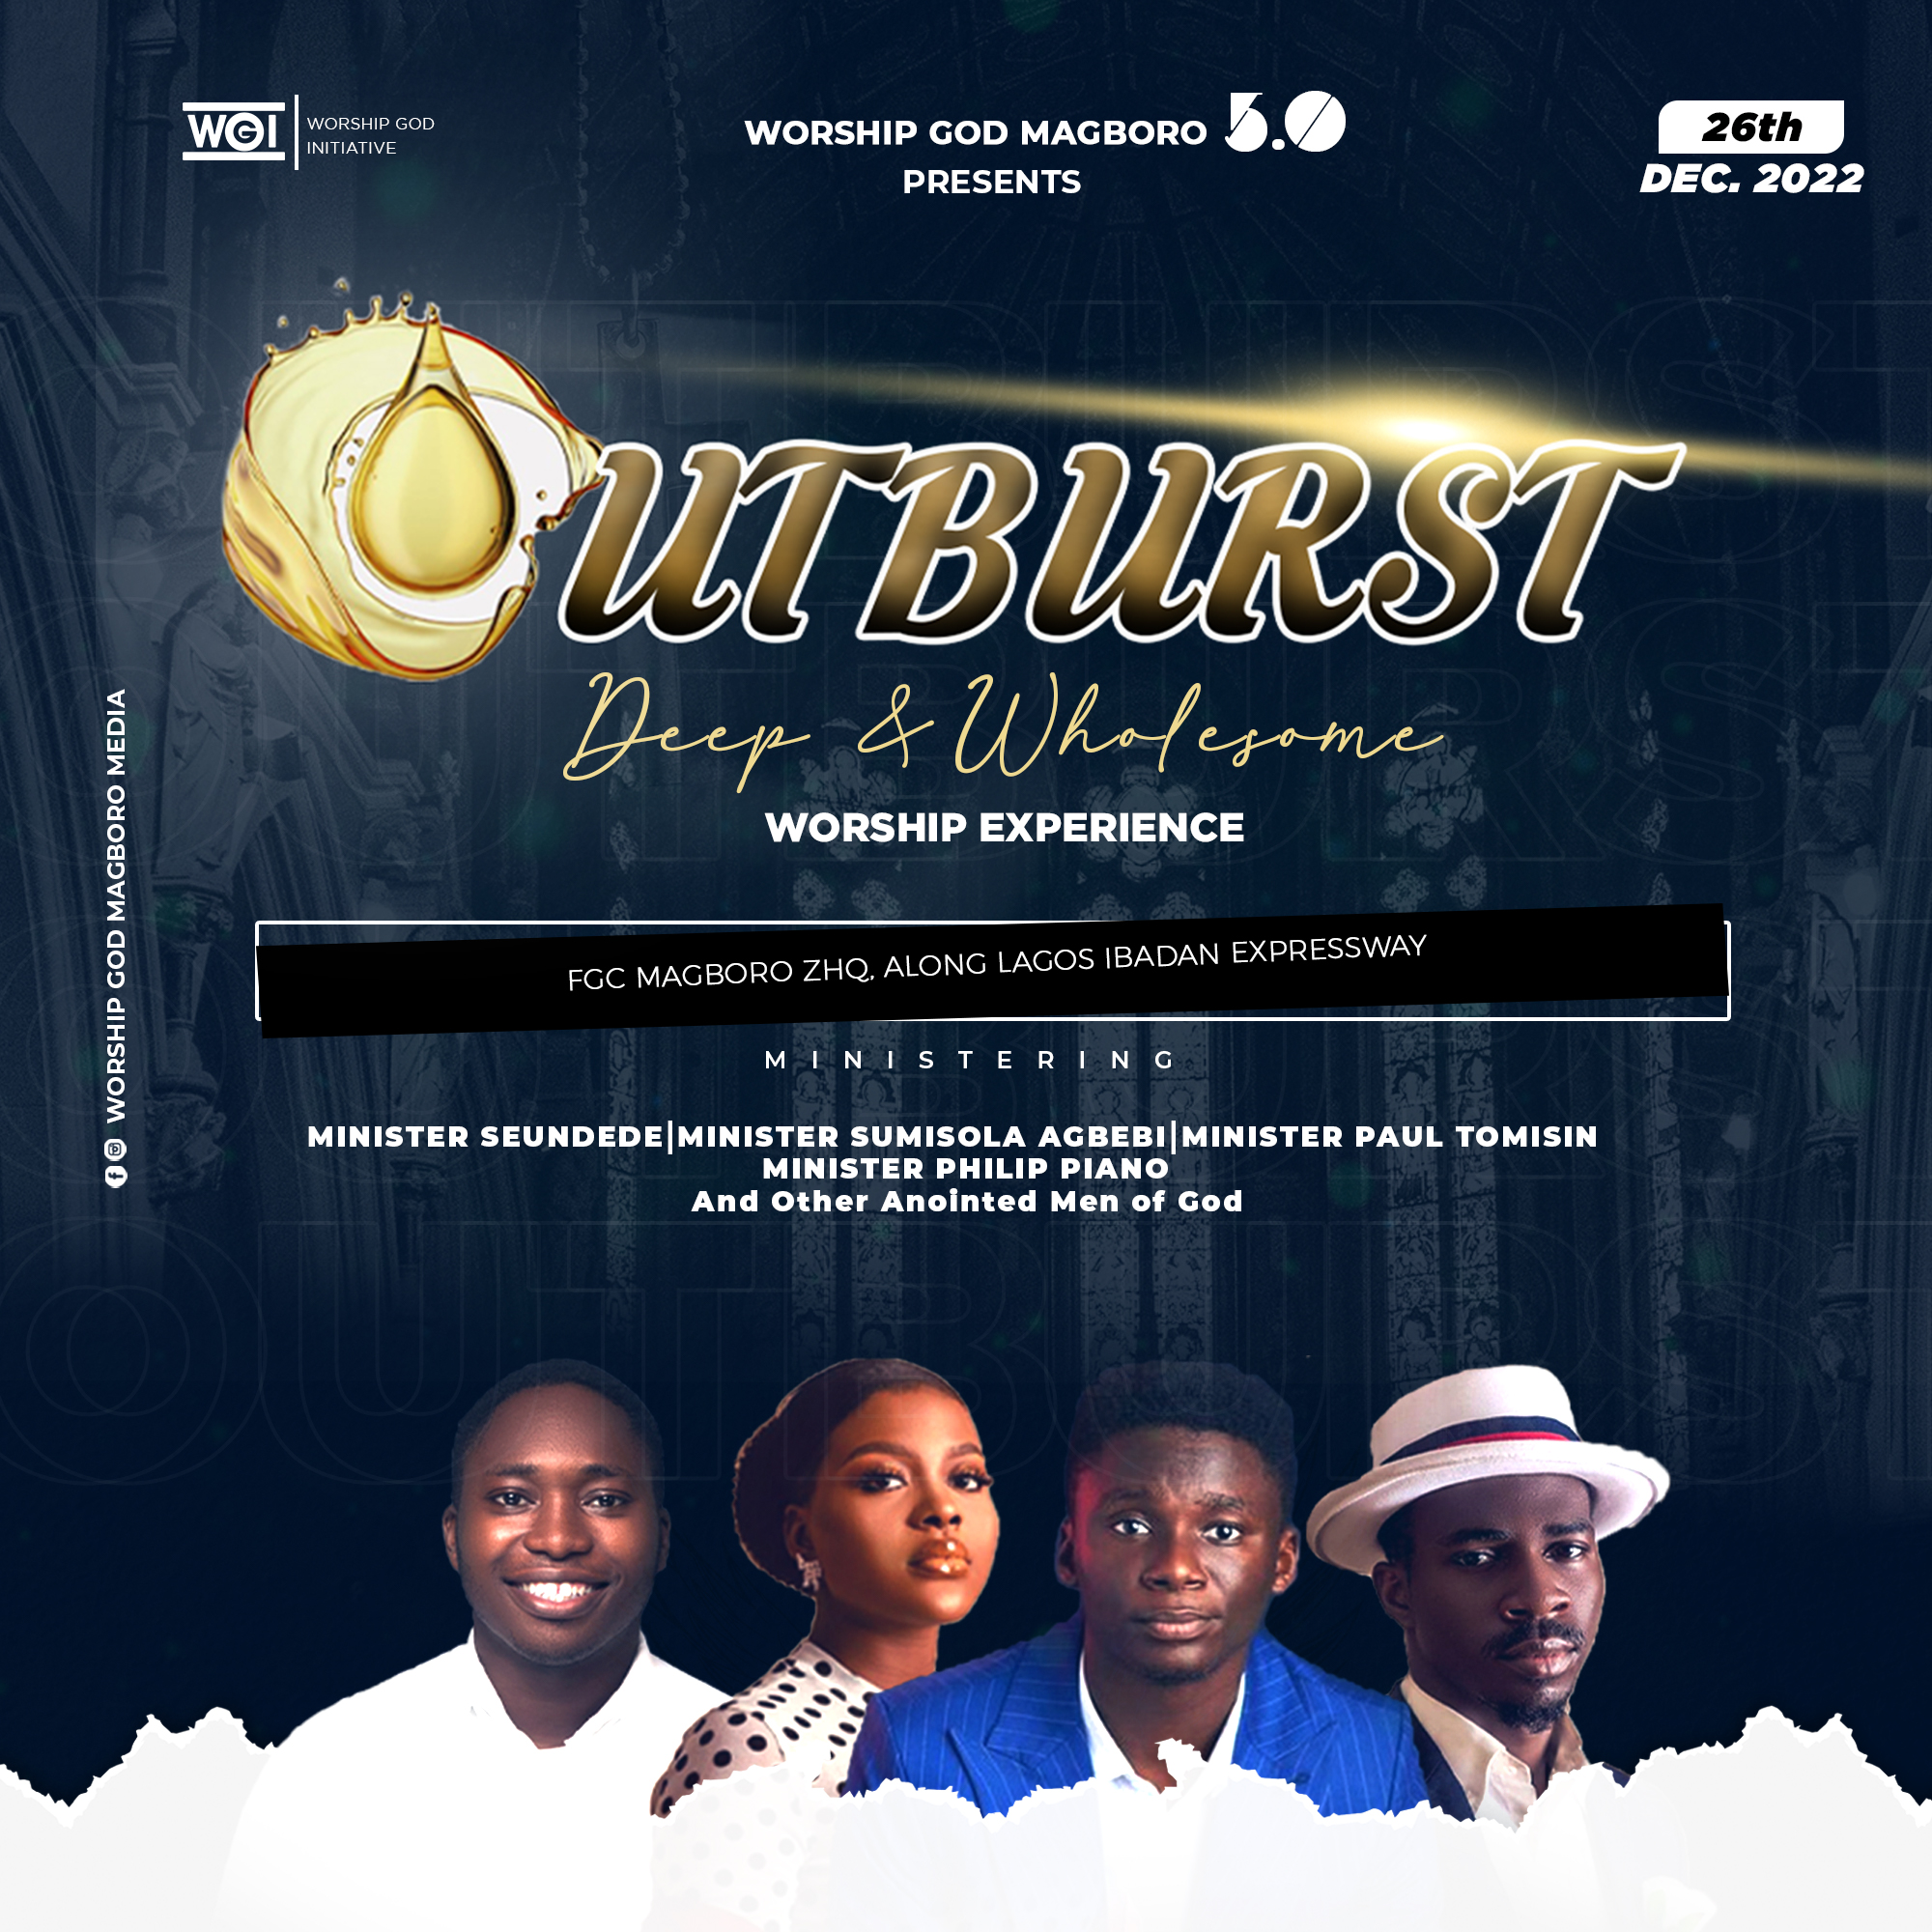 WGI
WORSHIP GOD
INITIATIVE
WORSHIP GOD MAGBORO 5.0
PRESENTS
26th
DEC. 2022
OUTBURST
Deep & Wholesome
WORSHIP EXPERIENCE
FGC MAGBORO ZHQ, ALONG LAGOS IBADAN EXPRESSWAY
MINISTERING
MINISTER SEUNDEDE|MINISTER SUMISOLA AGBEBI|MINISTER PAUL TOMISIN
MINISTER PHILIP PIANO
And Other Anointed Men of God
WORSHIP GOD MAGBORO MEDIA